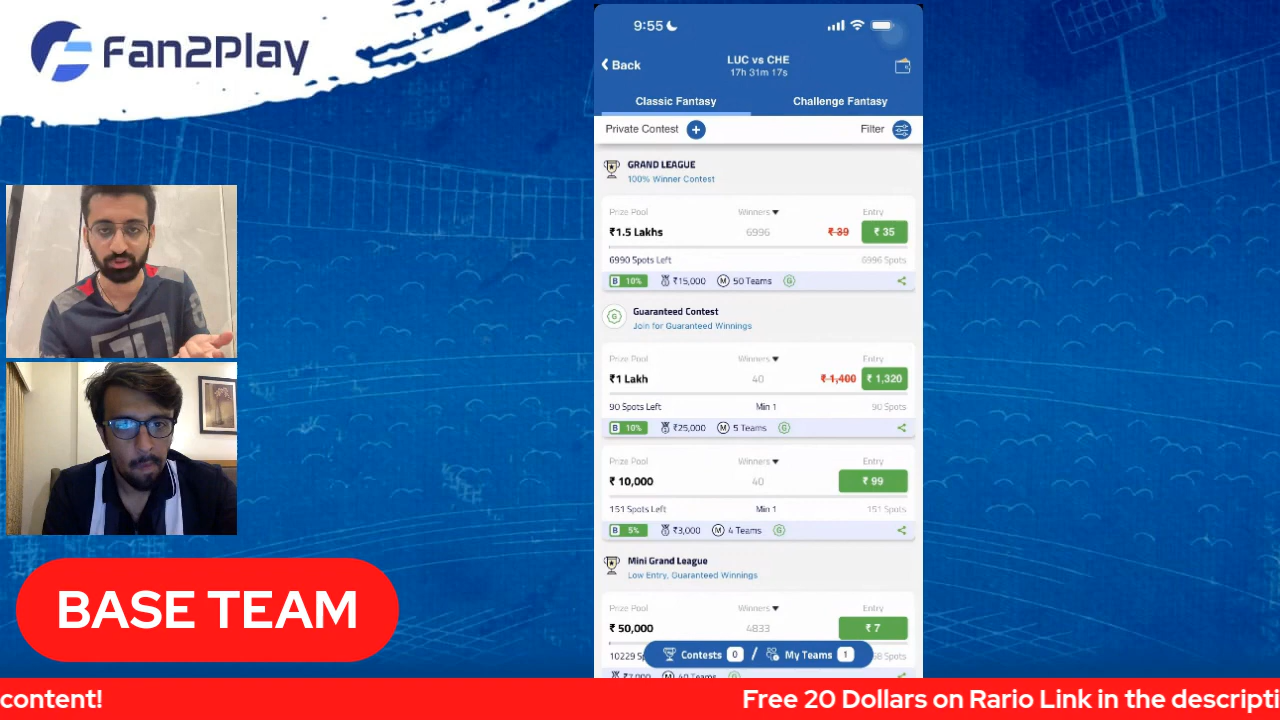 Fan2Play
9:55
Back
LUC vs CHE
17h 31m 17s
Classic Fantasy
Challenge Fantasy
Private Contest +
Filter
GRAND LEAGUE
100% Winner Contest
Prize Pool Winners Entry
₹1.5 Lakhs 6996 ₹ 39 ₹ 35
6990 Spots Left 6996 Spots
B 10% ₹15,000 M 50 Teams G
G Guaranteed Contest
Join for Guaranteed Winnings
Prize Pool Winners Entry
₹1 Lakh 40 ₹ 1,400 ₹ 1,320
90 Spots Left Min 1 90 Spots
B 10% ₹25,000 M 5 Teams G
Prize Pool Winners Entry
₹ 10,000 40 ₹ 99
151 Spots Left Min 1 151 Spots
B 5% ₹3,000 M 4 Teams G
Mini Grand League
Low Entry, Guaranteed Winnings
Prize Pool Winners Entry
₹ 50,000 4833 ₹ 7
10229 Spots
Contests 0 / My Teams 1
BASE TEAM
content! Free 20 Dollars on Rario Link in the descripti